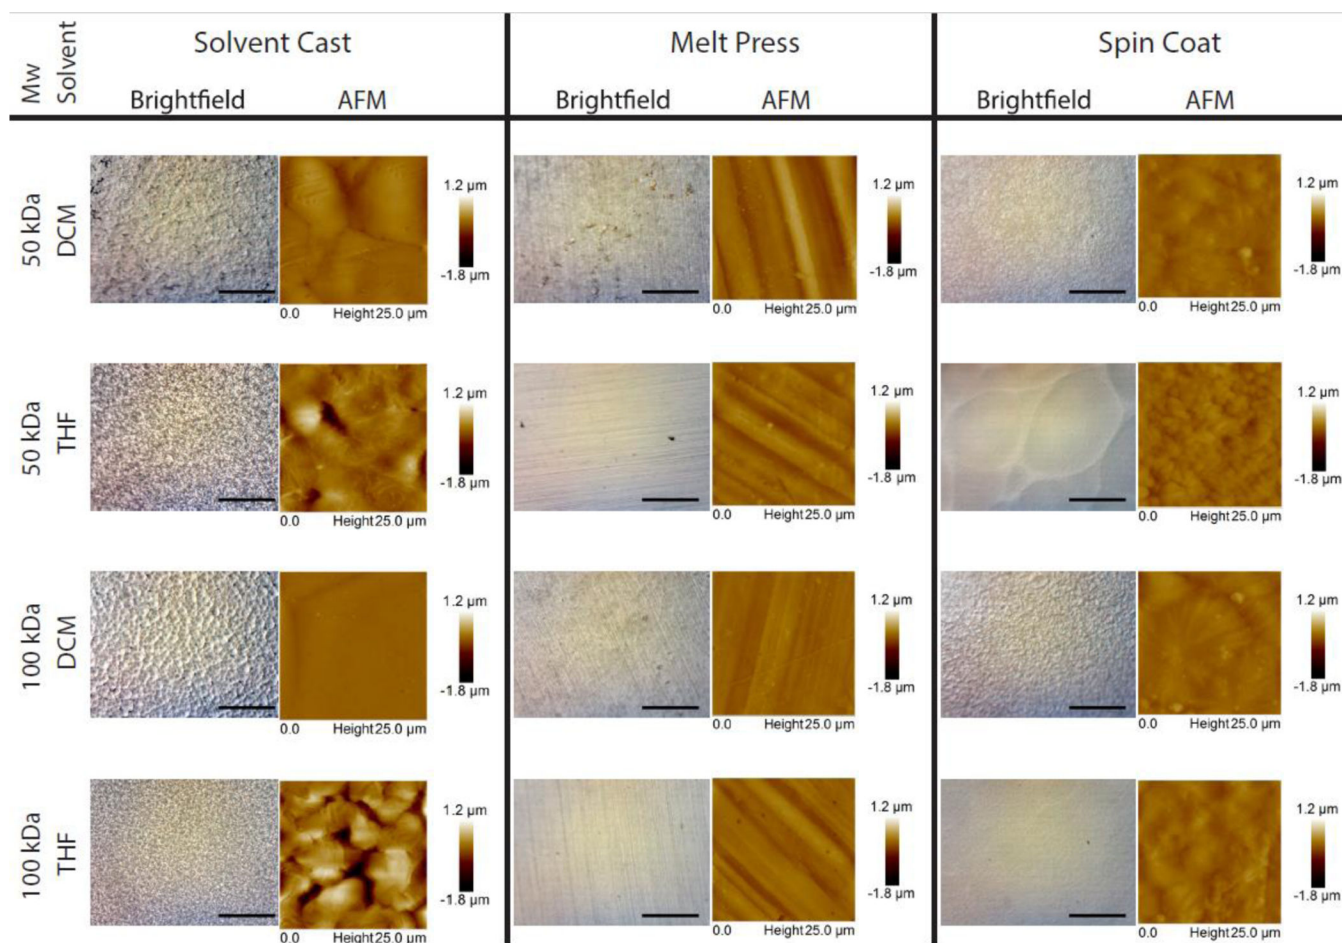 Mw
Solvent
Solvent Cast
Melt Press
Spin Coat
Brightfield
AFM
Brightfield
AFM
Brightfield
AFM
50 kDa
DCM
1.2 µm
-1.8 µm
0.0 Height 25.0 µm
1.2 µm
-1.8 µm
0.0 Height 25.0 µm
1.2 µm
-1.8 µm
0.0 Height 25.0 µm
50 kDa
THF
1.2 µm
-1.8 µm
0.0 Height 25.0 µm
1.2 µm
-1.8 µm
0.0 Height 25.0 µm
1.2 µm
-1.8 µm
0.0 Height 25.0 µm
100 kDa
DCM
1.2 µm
-1.8 µm
0.0 Height 25.0 µm
1.2 µm
-1.8 µm
0.0 Height 25.0 µm
1.2 µm
-1.8 µm
0.0 Height 25.0 µm
100 kDa
THF
1.2 µm
-1.8 µm
0.0 Height 25.0 µm
1.2 µm
-1.8 µm
0.0 Height 25.0 µm
1.2 µm
-1.8 µm
0.0 Height 25.0 µm